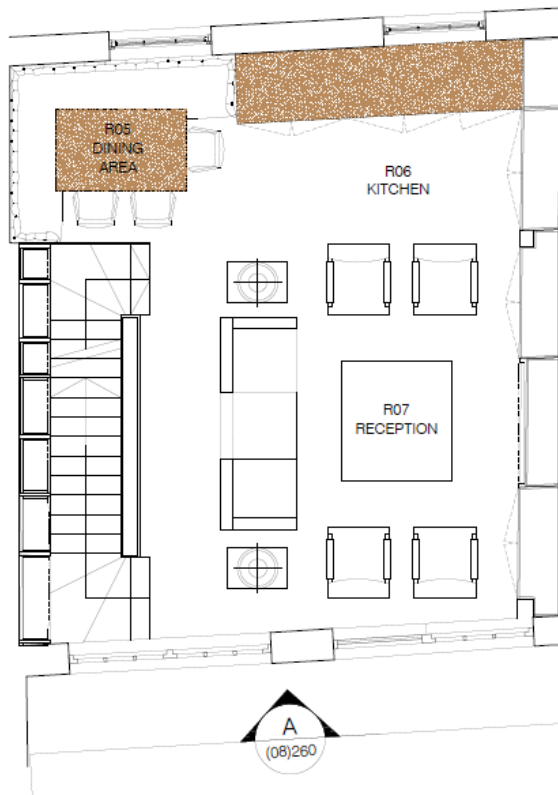 R05
DINING
AREA
R06
KITCHEN
R07
RECEPTION
A
(08)260